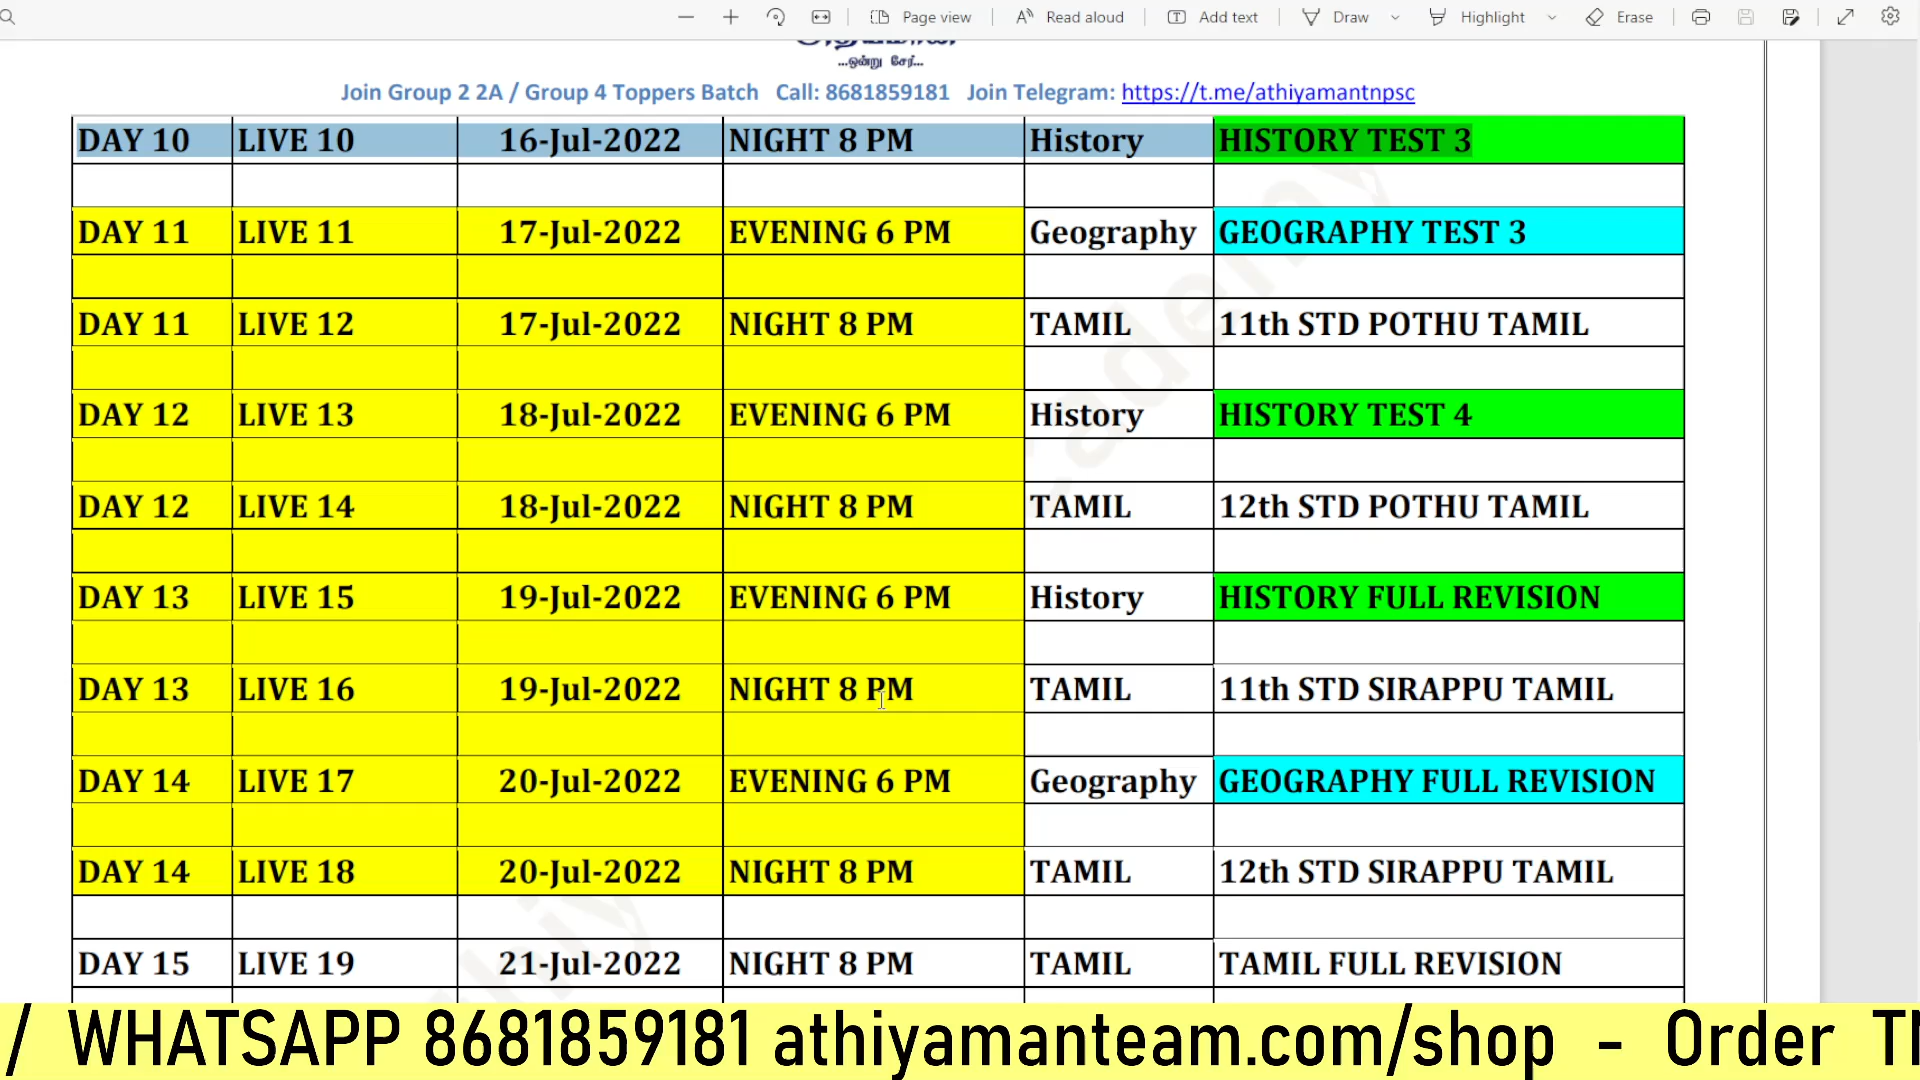 Page view Read aloud Add text Draw Highlight Erase
...ஒன்று சேர்...
Join Group 2 2A / Group 4 Toppers Batch Call: 8681859181 Join Telegram: https://t.me/athiyamantnpsc
DAY 10 LIVE 10 16-Jul-2022 NIGHT 8 PM History HISTORY TEST 3
DAY 11 LIVE 11 17-Jul-2022 EVENING 6 PM Geography GEOGRAPHY TEST 3
DAY 11 LIVE 12 17-Jul-2022 NIGHT 8 PM TAMIL 11th STD POTHU TAMIL
DAY 12 LIVE 13 18-Jul-2022 EVENING 6 PM History HISTORY TEST 4
DAY 12 LIVE 14 18-Jul-2022 NIGHT 8 PM TAMIL 12th STD POTHU TAMIL
DAY 13 LIVE 15 19-Jul-2022 EVENING 6 PM History HISTORY FULL REVISION
DAY 13 LIVE 16 19-Jul-2022 NIGHT 8 PM TAMIL 11th STD SIRAPPU TAMIL
DAY 14 LIVE 17 20-Jul-2022 EVENING 6 PM Geography GEOGRAPHY FULL REVISION
DAY 14 LIVE 18 20-Jul-2022 NIGHT 8 PM TAMIL 12th STD SIRAPPU TAMIL
DAY 15 LIVE 19 21-Jul-2022 NIGHT 8 PM TAMIL TAMIL FULL REVISION
/ WHATSAPP 8681859181 athiyamanteam.com/shop - Order